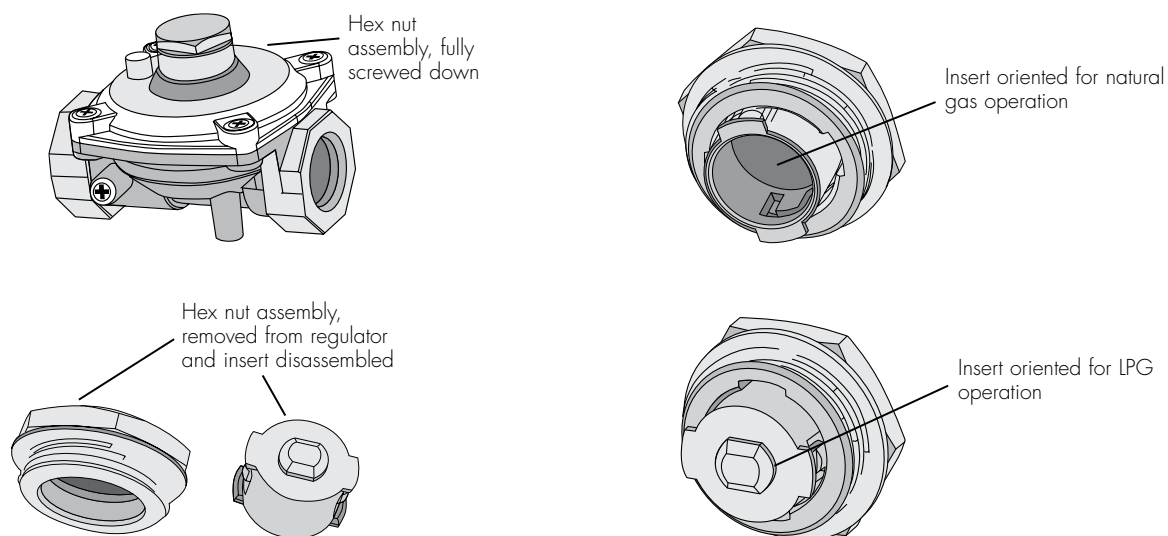 Hex nut
assembly, fully
screwed down
Insert oriented for natural
gas operation
Hex nut assembly,
removed from regulator
and insert disassembled
Insert oriented for LPG
operation